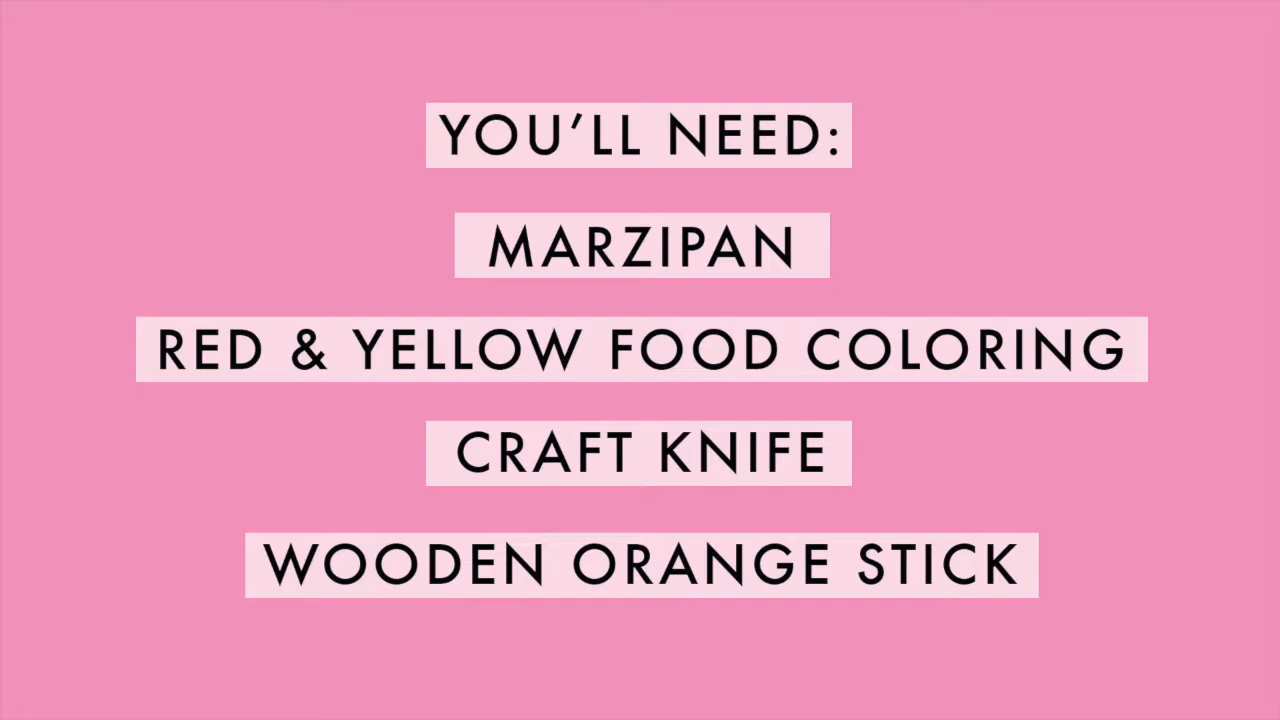 YOU’LL NEED:
MARZIPAN
RED & YELLOW FOOD COLORING
CRAFT KNIFE
WOODEN ORANGE STICK